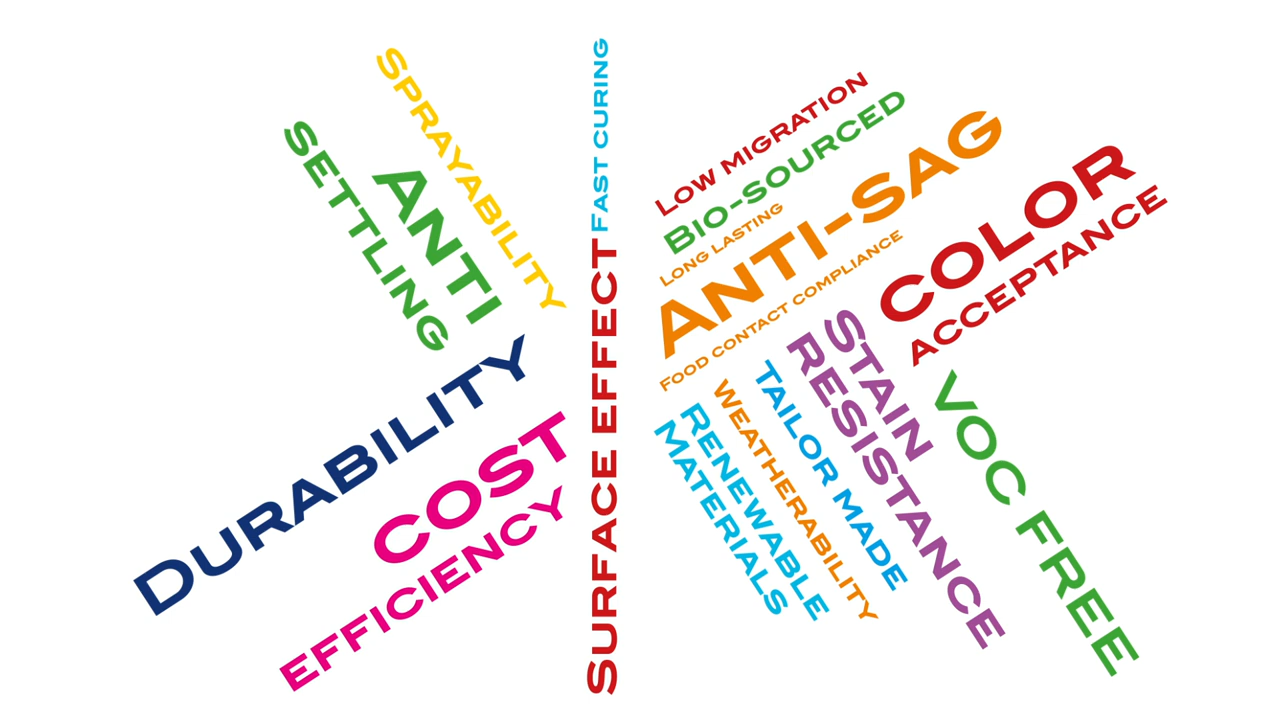 SPRAYABILITY
ANTI
SETTLING
DURABILITY
COST
EFFICIENCY
FAST CURING
SURFACE EFFECT
LOW MIGRATION
BIO-SOURCED
LONG LASTING
ANTI-SAG
FOOD CONTACT COMPLIANCE
COLOR
ACCEPTANCE
STAIN
RESISTANCE
TAILOR MADE
WEATHERABILITY
RENEWABLE
MATERIALS
VOC FREE